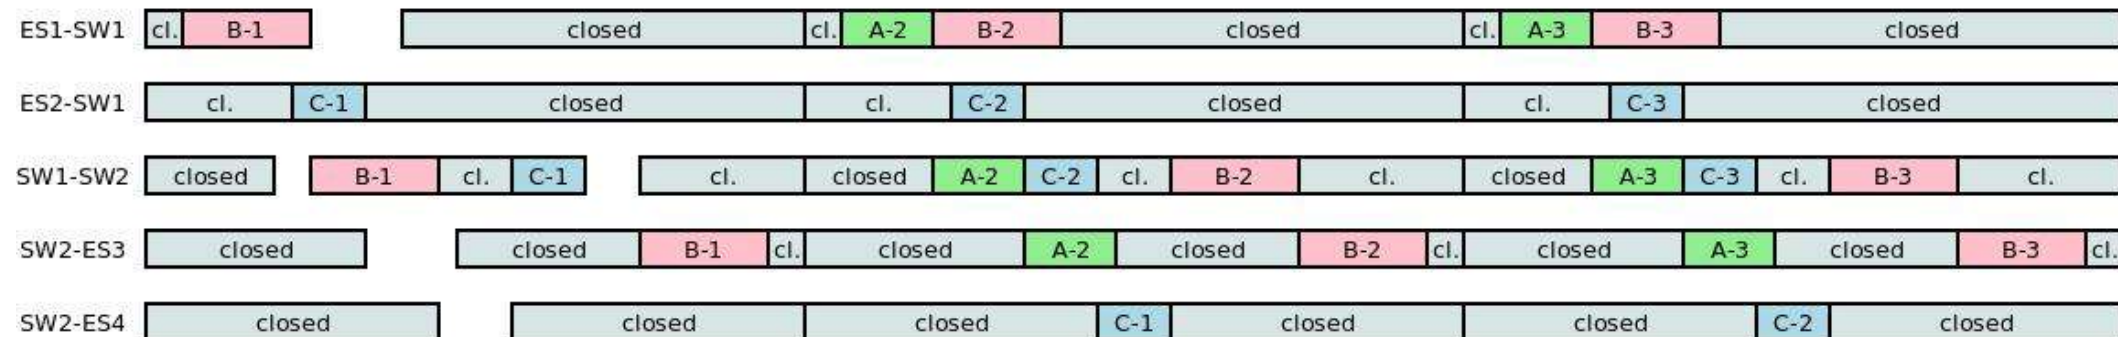 ES1-SW1 cl. B-1 closed cl. A-2 B-2 closed cl. A-3 B-3 closed
ES2-SW1 cl. C-1 closed cl. C-2 closed cl. C-3 closed
SW1-SW2 closed B-1 cl. C-1 cl. closed A-2 C-2 cl. B-2 cl. closed A-3 C-3 cl. B-3 cl.
SW2-ES3 closed closed B-1 cl. closed A-2 closed B-2 cl. closed A-3 closed B-3 cl.
SW2-ES4 closed closed closed C-1 closed closed C-2 closed